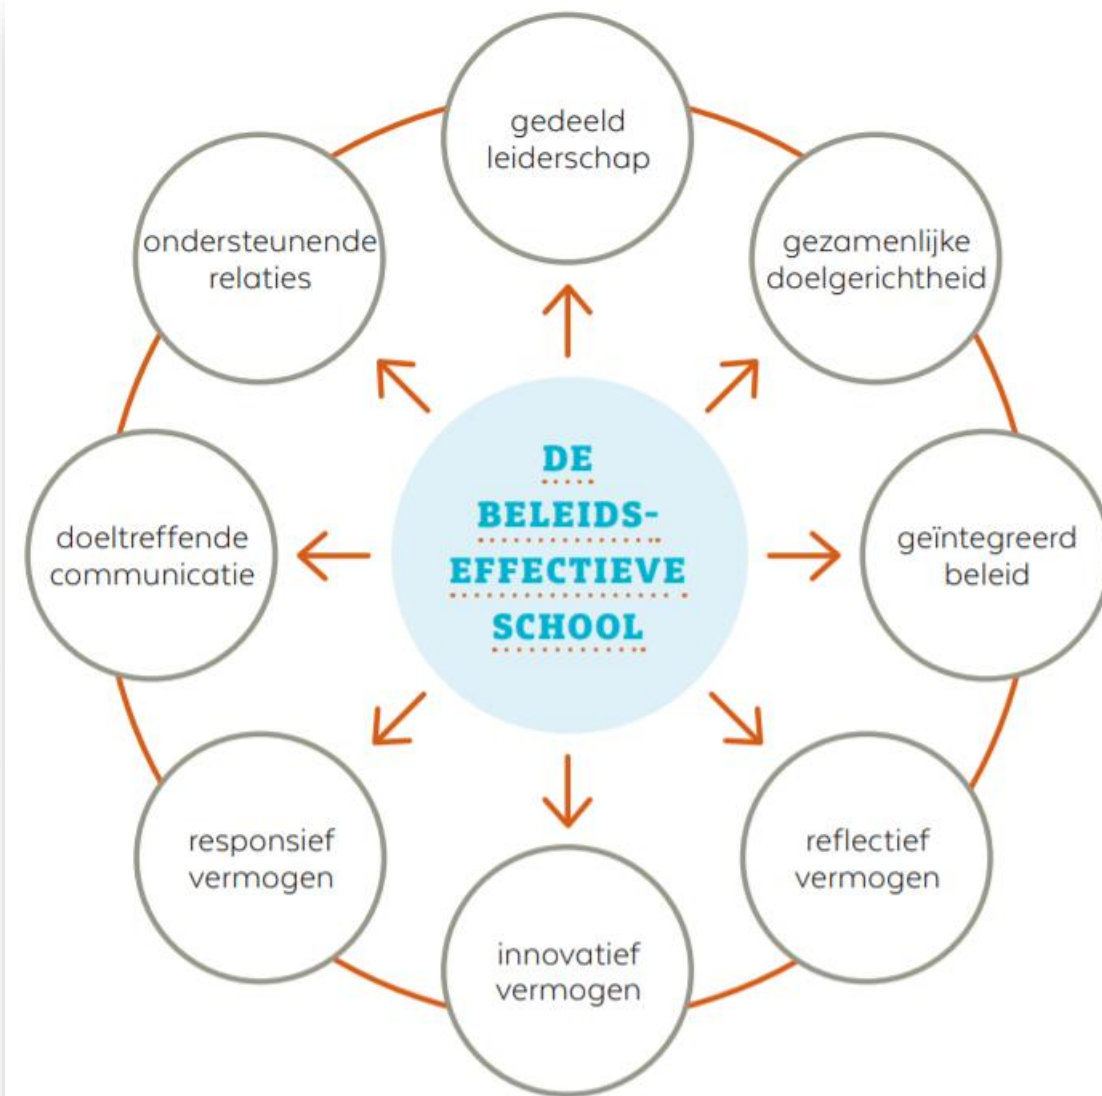 gedeeld
leiderschap
ondersteunende
relaties
gezamenlijke
doelgerichtheid
DE
BELEIDS-
EFFECTIEVE
SCHOOL
doeltreffende
communicatie
geïntegreerd
beleid
responsief
vermogen
reflectief
vermogen
innovatief
vermogen